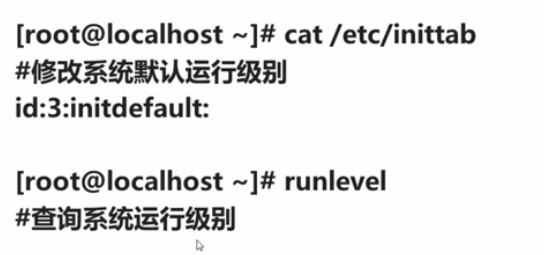 [root@localhost ~]# cat /etc/inittab
#修改系统默认运行级别
id:3:initdefault:
[root@localhost ~]# runlevel
#查询系统运行级别